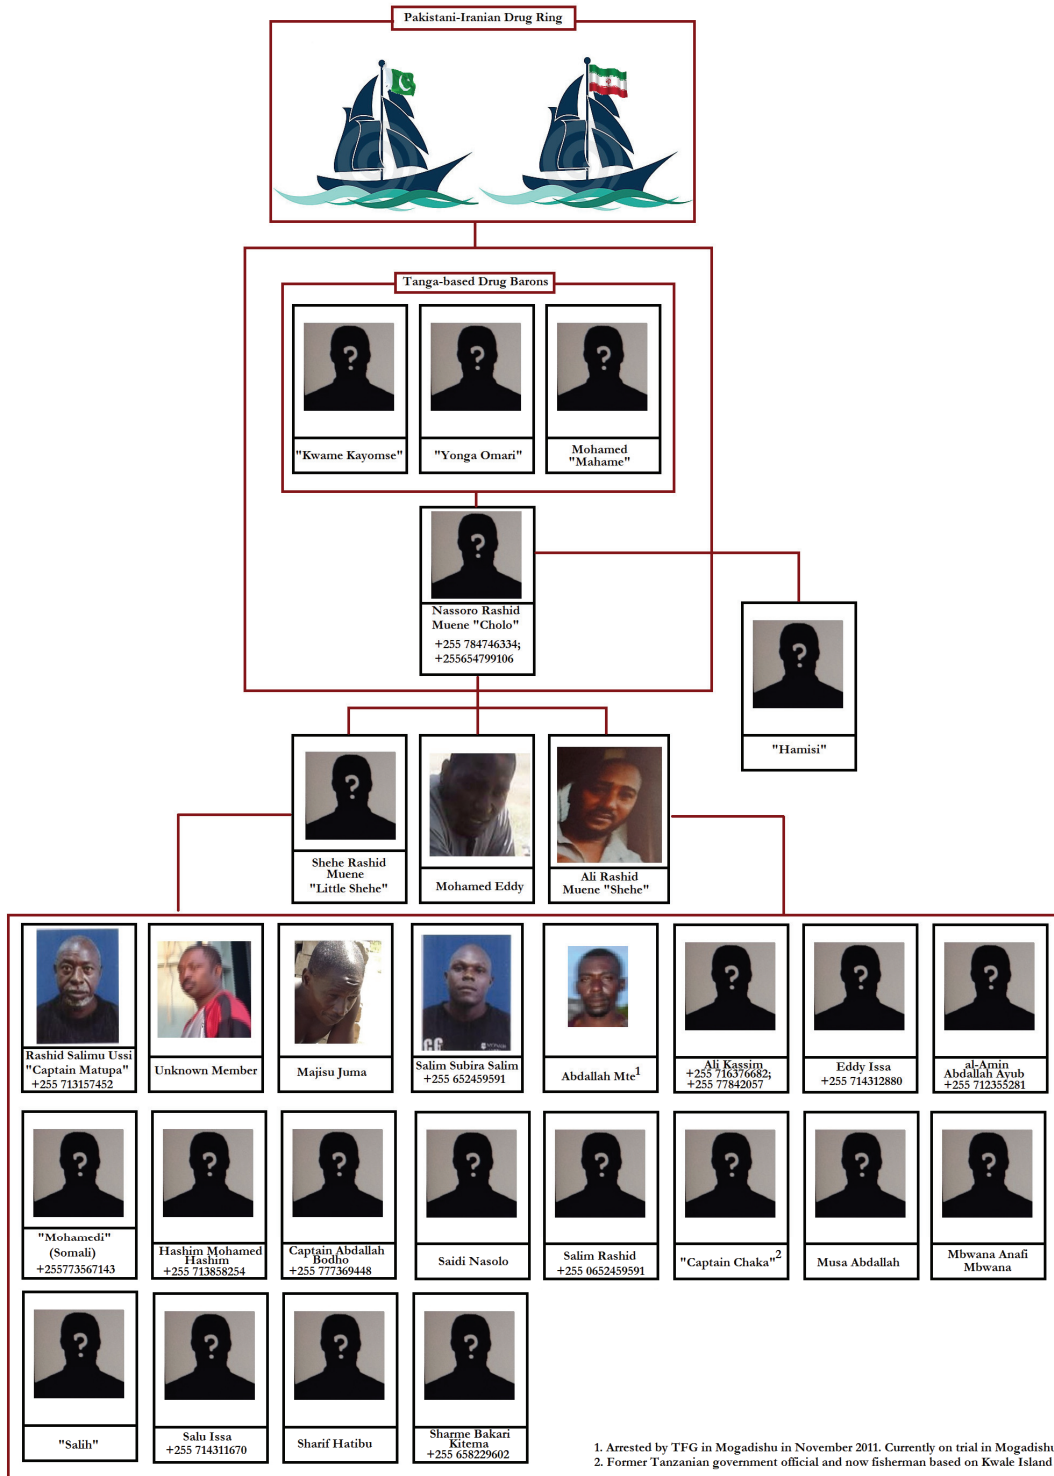 Pakistani-Iranian Drug Ring
Tanga-based Drug Barons
"Kwame Kayomse"
"Yonga Omari"
Mohamed
"Mahame"
Nassoro Rashid
Muene "Cholo"
+255 784746334;
+255654799106
"Hamisi"
Shehe Rashid
Muene
"Little Shehe"
Mohamed Eddy
Ali Rashid
Muene "Shehe"
Rashid Salimu Ussi
"Captain Matupa"
+255 713157452
Unknown Member
Majisu Juma
Salim Subira Salim
+255 652459591
Abdallah Mte1
Ali Kassim
+255 716376682;
+255 77842057
Eddy Issa
+255 714312880
al-Amin
Abdallah Ayub
+255 712355281
"Mohamedi"
(Somali)
+255773567143
Hashim Mohamed
Hashim
+255 713858254
Captain Abdallah
Bodho
+255 777369448
Saidi Nasolo
Salim Rashid
+255 0652459591
"Captain Chaka"2
Musa Abdallah
Mbwana Anafi
Mbwana
"Salih"
Salu Issa
+255 714311670
Sharif Hatibu
Sharme Bakari
Kitema
+255 658229602
1. Arrested by TFG in Mogadishu in November 2011. Currently on trial in Mogadishu
2. Former Tanzanian government official and now fisherman based on Kwale Island